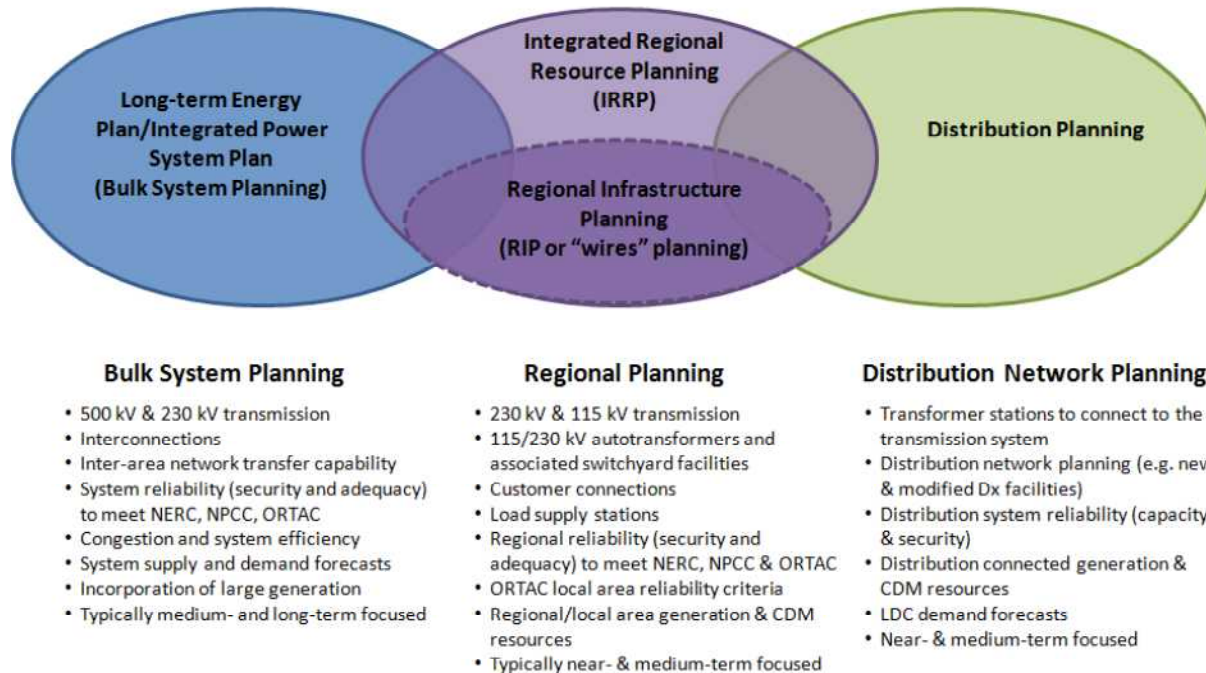 Long-term Energy
Plan/Integrated Power
System Plan
(Bulk System Planning)
Integrated Regional
Resource Planning
(IRRP)
Regional Infrastructure
Planning
(RIP or “wires” planning)
Distribution Planning
Bulk System Planning
• 500 kV & 230 kV transmission
• Interconnections
• Inter-area network transfer capability
• System reliability (security and adequacy)
to meet NERC, NPCC, ORTAC
• Congestion and system efficiency
• System supply and demand forecasts
• Incorporation of large generation
• Typically medium- and long-term focused
Regional Planning
• 230 kV & 115 kV transmission
• 115/230 kV autotransformers and
associated switchyard facilities
• Customer connections
• Load supply stations
• Regional reliability (security and
adequacy) to meet NERC, NPCC & ORTAC
• ORTAC local area reliability criteria
• Regional/local area generation & CDM
resources
• Typically near- & medium-term focused
Distribution Network Planning
• Transformer stations to connect to the
transmission system
• Distribution network planning (e.g. new
& modified Dx facilities)
• Distribution system reliability (capacity
& security)
• Distribution connected generation &
CDM resources
• LDC demand forecasts
• Near- & medium-term focused